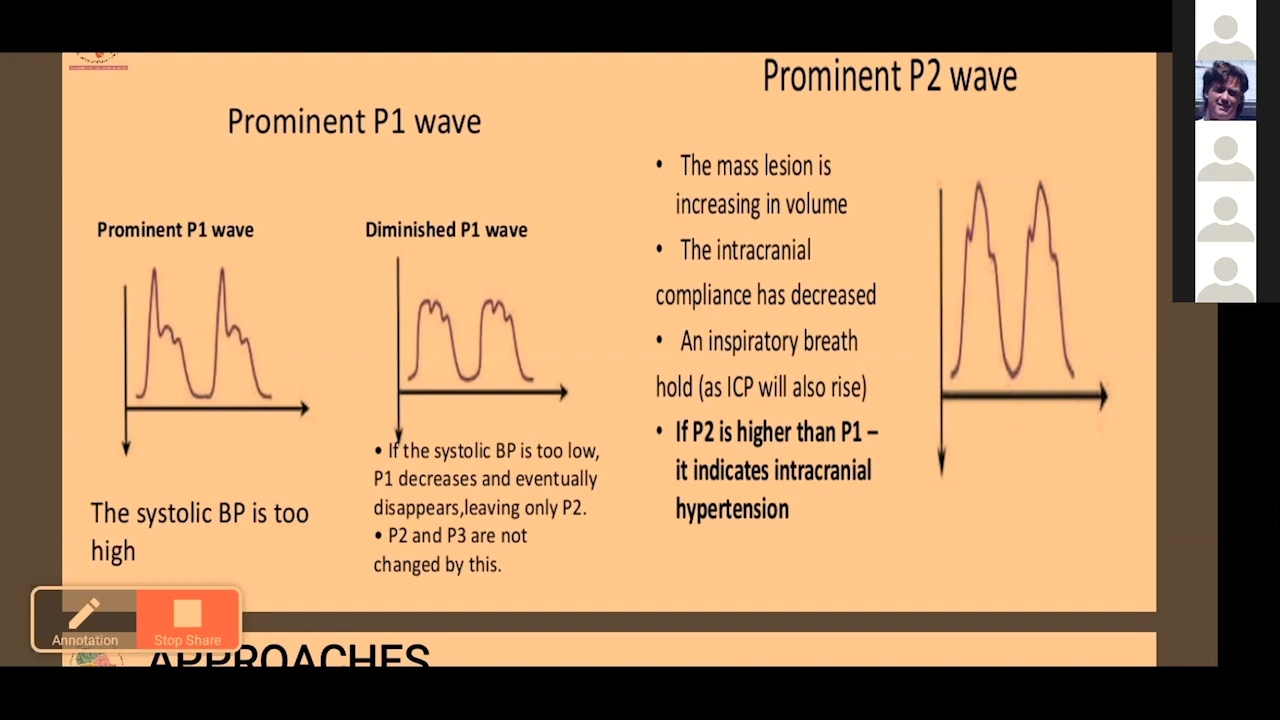 Prominent P1 wave
Prominent P1 wave
The systolic BP is too
high
Diminished P1 wave
• If the systolic BP is too low,
P1 decreases and eventually
disappears,leaving only P2.
• P2 and P3 are not
changed by this.
Prominent P2 wave
• The mass lesion is
increasing in volume
• The intracranial
compliance has decreased
• An inspiratory breath
hold (as ICP will also rise)
• If P2 is higher than P1 –
it indicates intracranial
hypertension
Annotation
Stop Share
APPROACHES